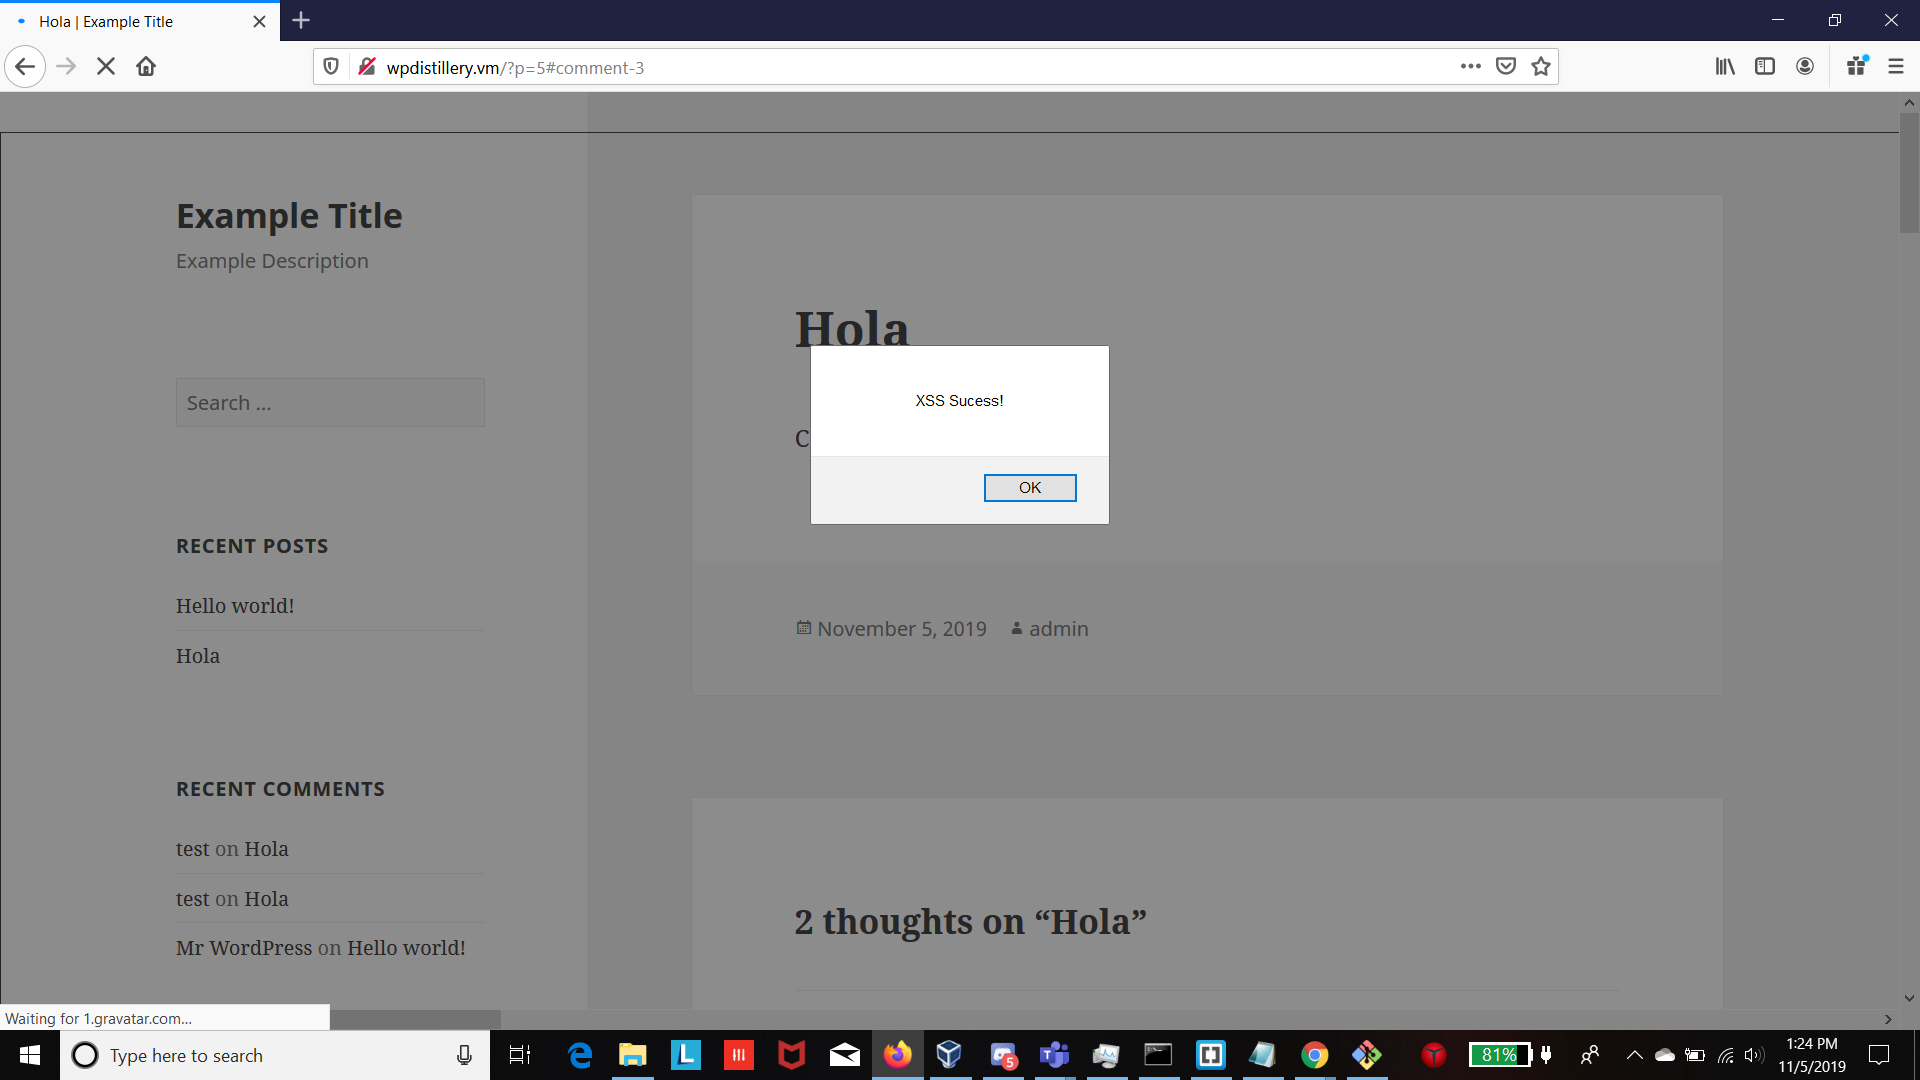 Hola | Example Title
wpdistillery.vm/?p=5#comment-3
Example Title
Example Description
Search ...
RECENT POSTS
Hello world!
Hola
RECENT COMMENTS
test on Hola
test on Hola
Mr WordPress on Hello world!
Hola
C
XSS Sucess!
OK
November 5, 2019 admin
2 thoughts on “Hola”
Waiting for 1.gravatar.com...
Type here to search
L
5
81%
1:24 PM
11/5/2019